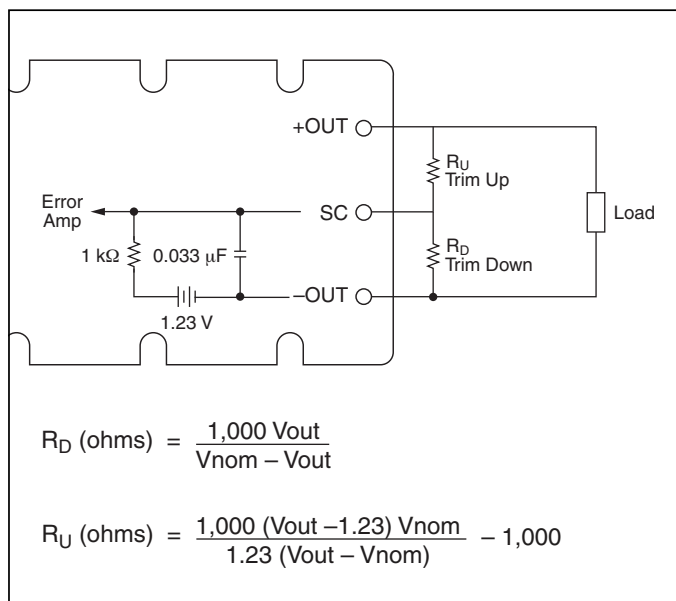 +OUT
R_U
Trim Up
Error
Amp
SC
Load
1 kΩ
0.033 μF
R_D
Trim Down
–OUT
1.23 V
R_D (ohms) = 1,000 Vout / Vnom – Vout
R_U (ohms) = 1,000 (Vout –1.23) Vnom / 1.23 (Vout – Vnom) – 1,000